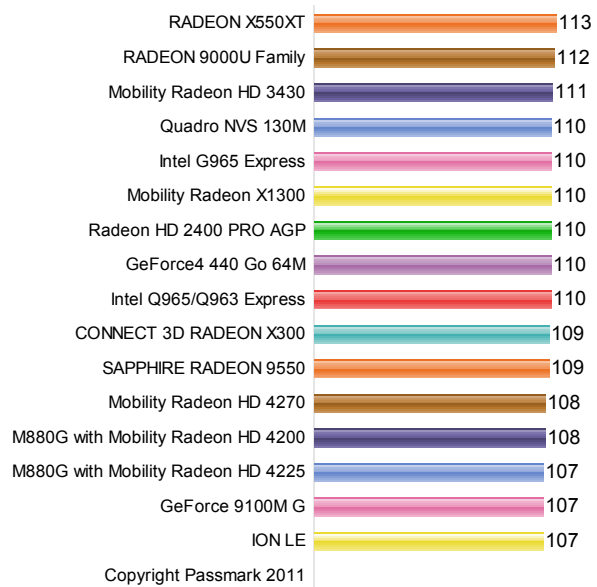 RADEON X550XT 113
RADEON 9000U Family 112
Mobility Radeon HD 3430 111
Quadro NVS 130M 110
Intel G965 Express 110
Mobility Radeon X1300 110
Radeon HD 2400 PRO AGP 110
GeForce4 440 Go 64M 110
Intel Q965/Q963 Express 110
CONNECT 3D RADEON X300 109
SAPPHIRE RADEON 9550 109
Mobility Radeon HD 4270 108
M880G with Mobility Radeon HD 4200 108
M880G with Mobility Radeon HD 4225 107
GeForce 9100M G 107
ION LE 107
Copyright Passmark 2011